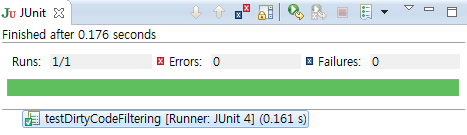 JUnit
Finished after 0.176 seconds
Runs: 1/1 Errors: 0 Failures: 0
testDirtyCodeFiltering [Runner: JUnit 4] (0.161 s)